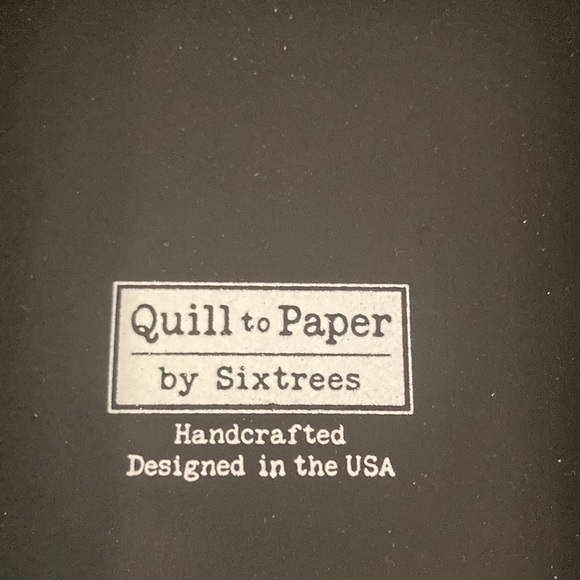 Quill to Paper
by Sixtrees
Handcrafted
Designed in the USA